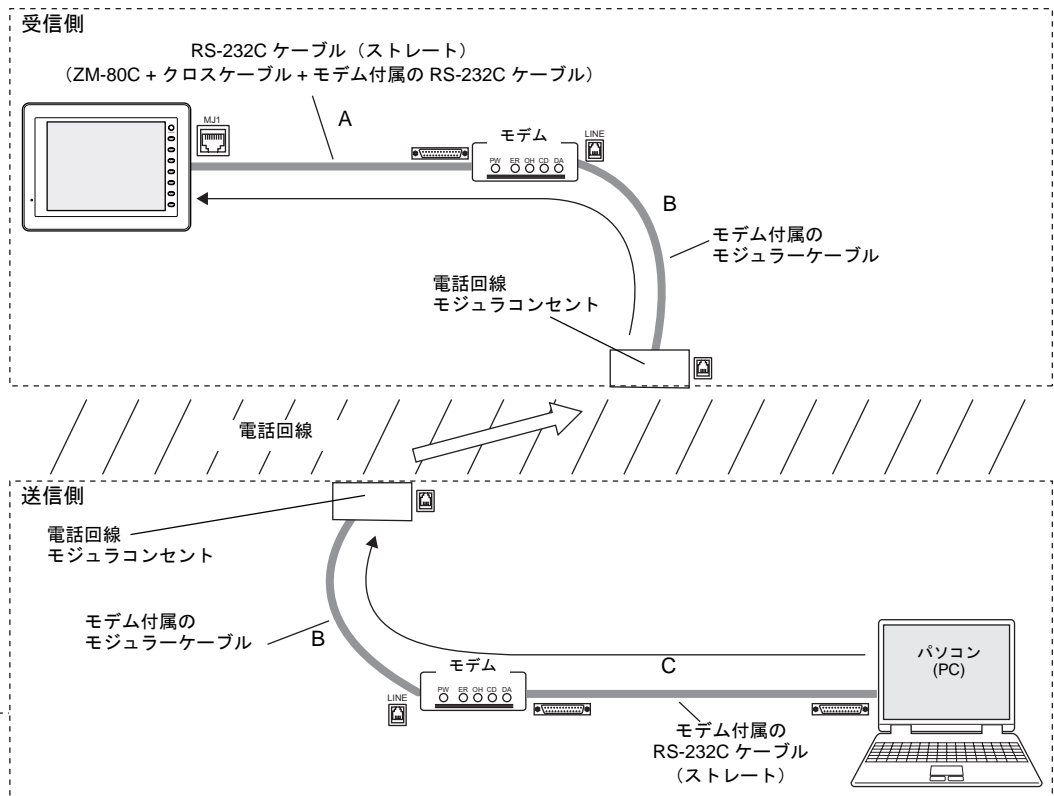 受信側
RS-232C ケーブル（ストレート）
（ZM-80C + クロスケーブル + モデム付属の RS-232C ケーブル）
MJ1
A
モデム
LINE
PW ER OH CD DA
B
モデム付属の
モジュラーケーブル
電話回線
モジュラコンセント
電話回線
送信側
電話回線
モジュラコンセント
モデム付属の
モジュラーケーブル
B
モデム
LINE
PW ER OH CD DA
C
パソコン
(PC)
モデム付属の
RS-232C ケーブル
（ストレート）